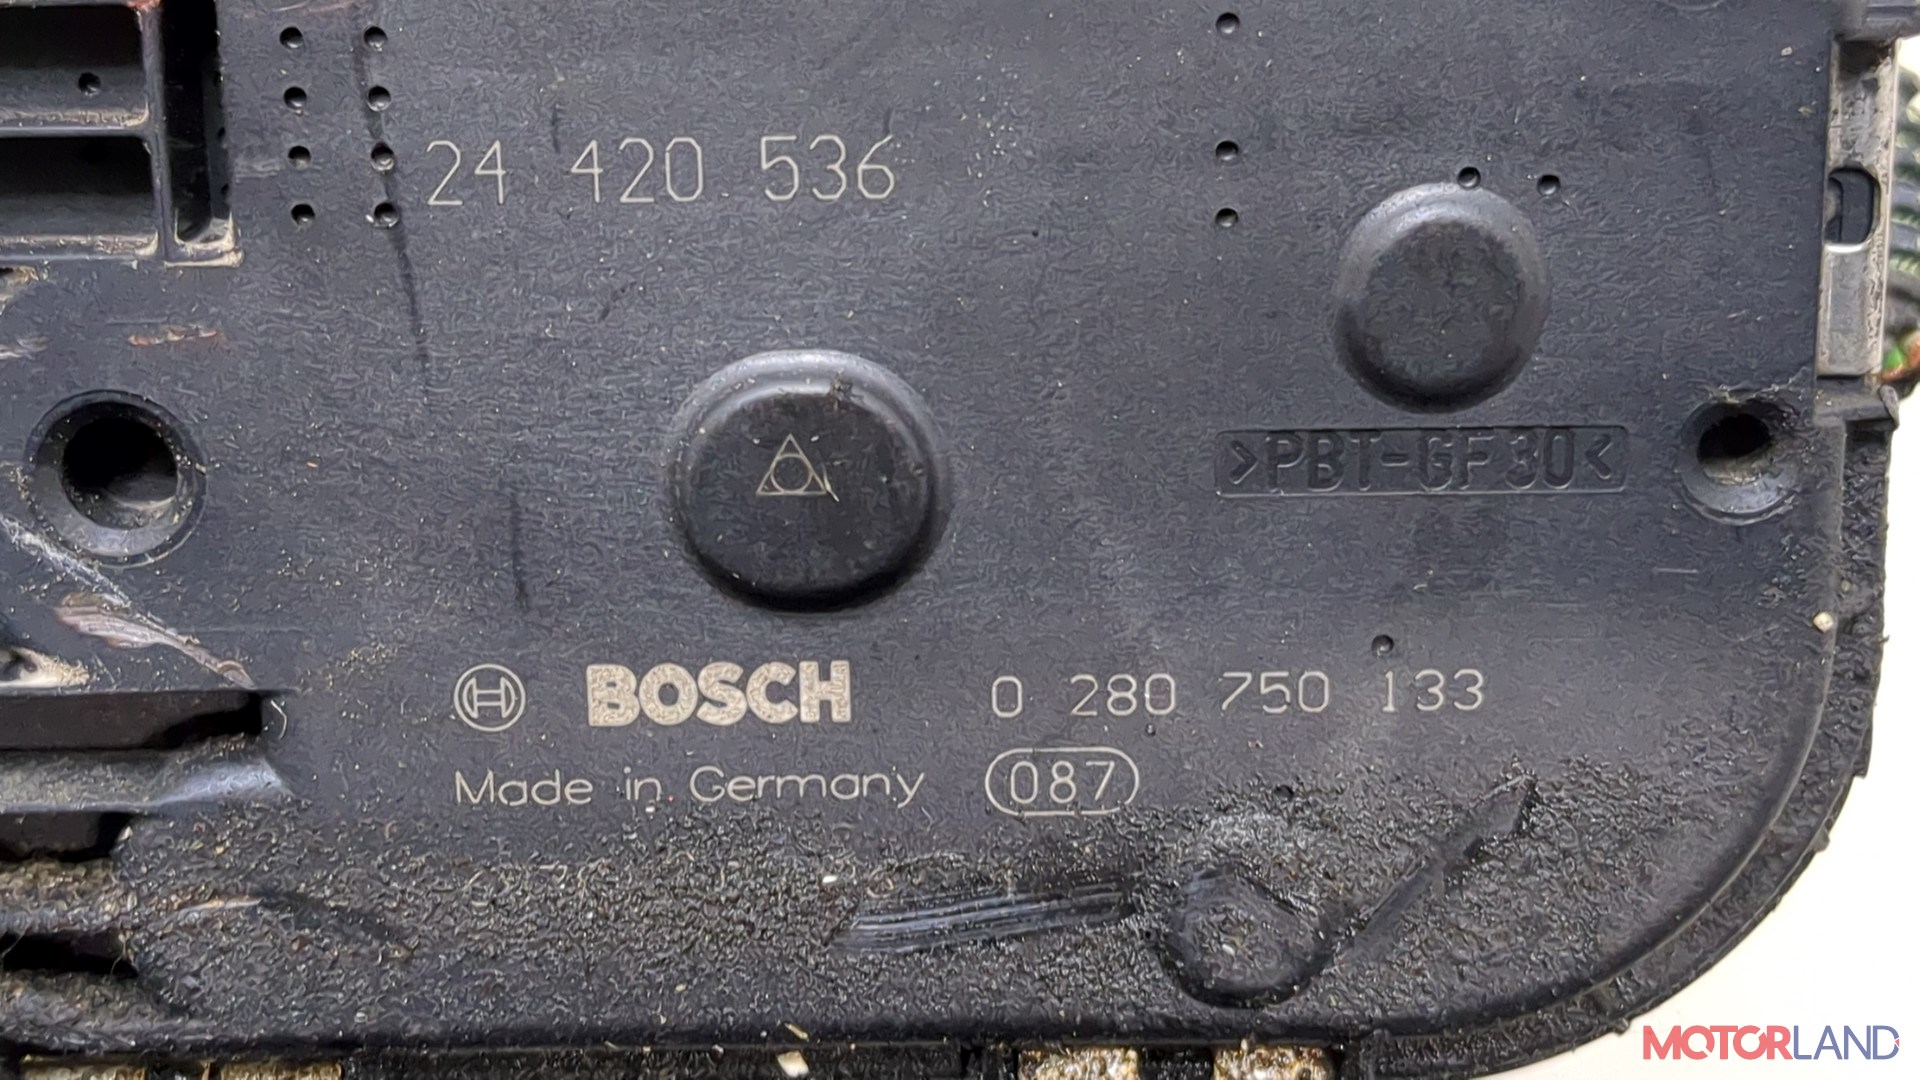 24 420 536
>PBT-GF30<
BOSCH 0 280 750 133
Made in Germany 087
MOTORLAND